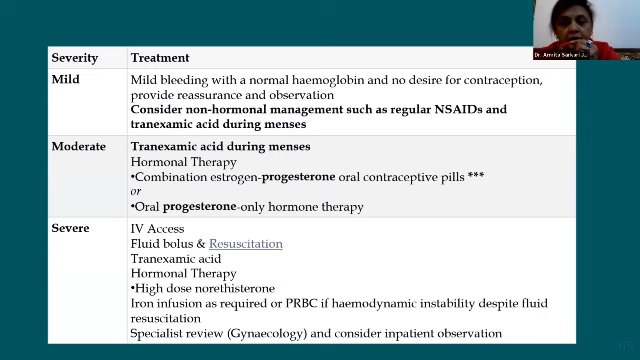 Dr. Amrita Sarkari J...
Severity Treatment
Mild Mild bleeding with a normal haemoglobin and no desire for contraception,
provide reassurance and observation
Consider non-hormonal management such as regular NSAIDs and
tranexamic acid during menses
Moderate Tranexamic acid during menses
Hormonal Therapy
•Combination estrogen-progesterone oral contraceptive pills ***
or
•Oral progesterone-only hormone therapy
Severe IV Access
Fluid bolus & Resuscitation
Tranexamic acid
Hormonal Therapy
•High dose norethisterone
Iron infusion as required or PRBC if haemodynamic instability despite fluid
resuscitation
Specialist review (Gynaecology) and consider inpatient observation